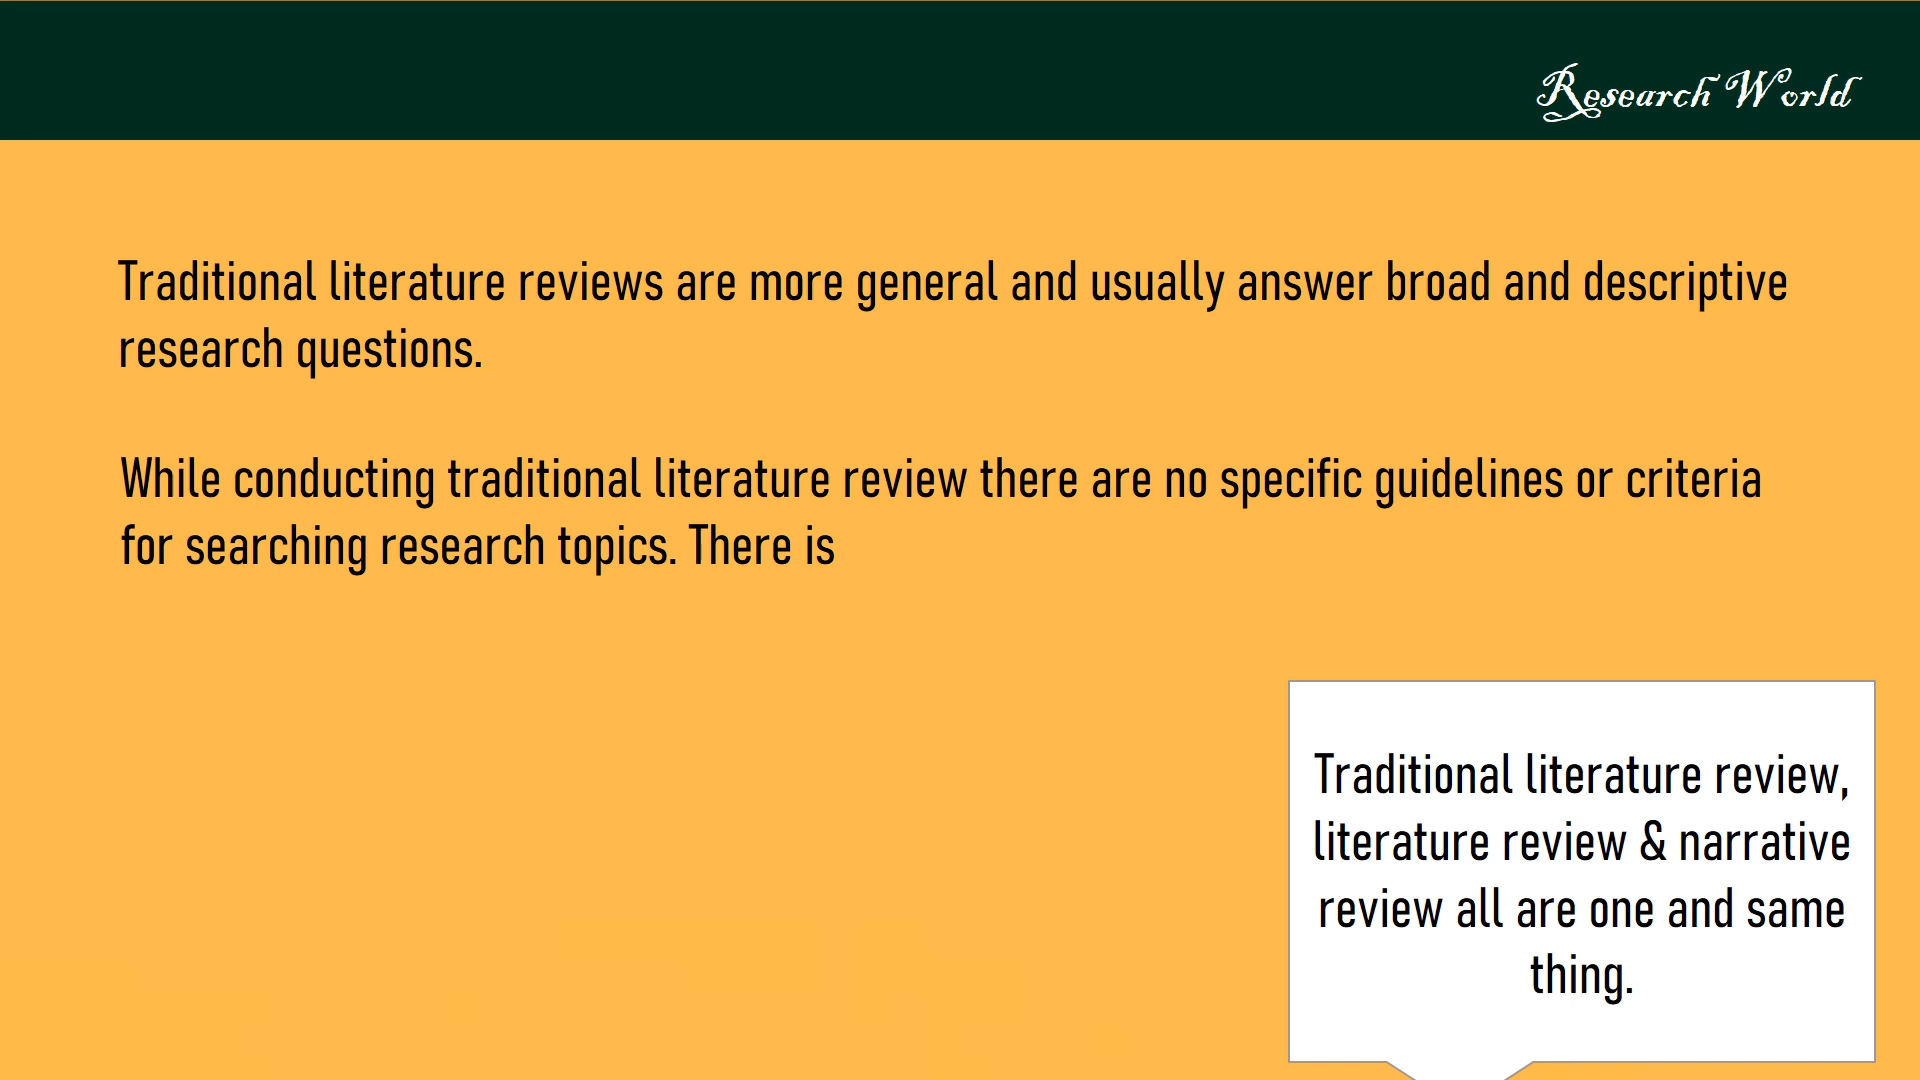 Research World
Traditional literature reviews are more general and usually answer broad and descriptive
research questions.
While conducting traditional literature review there are no specific guidelines or criteria
for searching research topics. There is
Traditional literature review,
literature review & narrative
review all are one and same
thing.